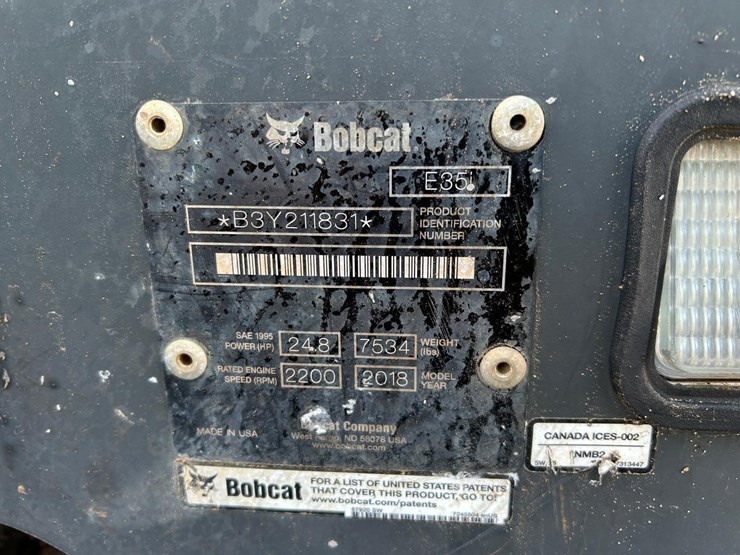 Bobcat
E35i
*B3Y211831*
PRODUCT
IDENTIFICATION
NUMBER
SAE 1995
POWER (HP)
24.8
7534
WEIGHT
(lbs)
RATED ENGINE
SPEED (RPM)
2200
2018
MODEL
YEAR
MADE IN USA
Company
West Fargo, ND 58078 USA
www.bobcat.com
CANADA ICES-002
NMB2
7313447
Bobcat
FOR A LIST OF UNITED STATES PATENTS
THAT COVER THIS PRODUCT, GO TO:
www.bobcat.com/patents